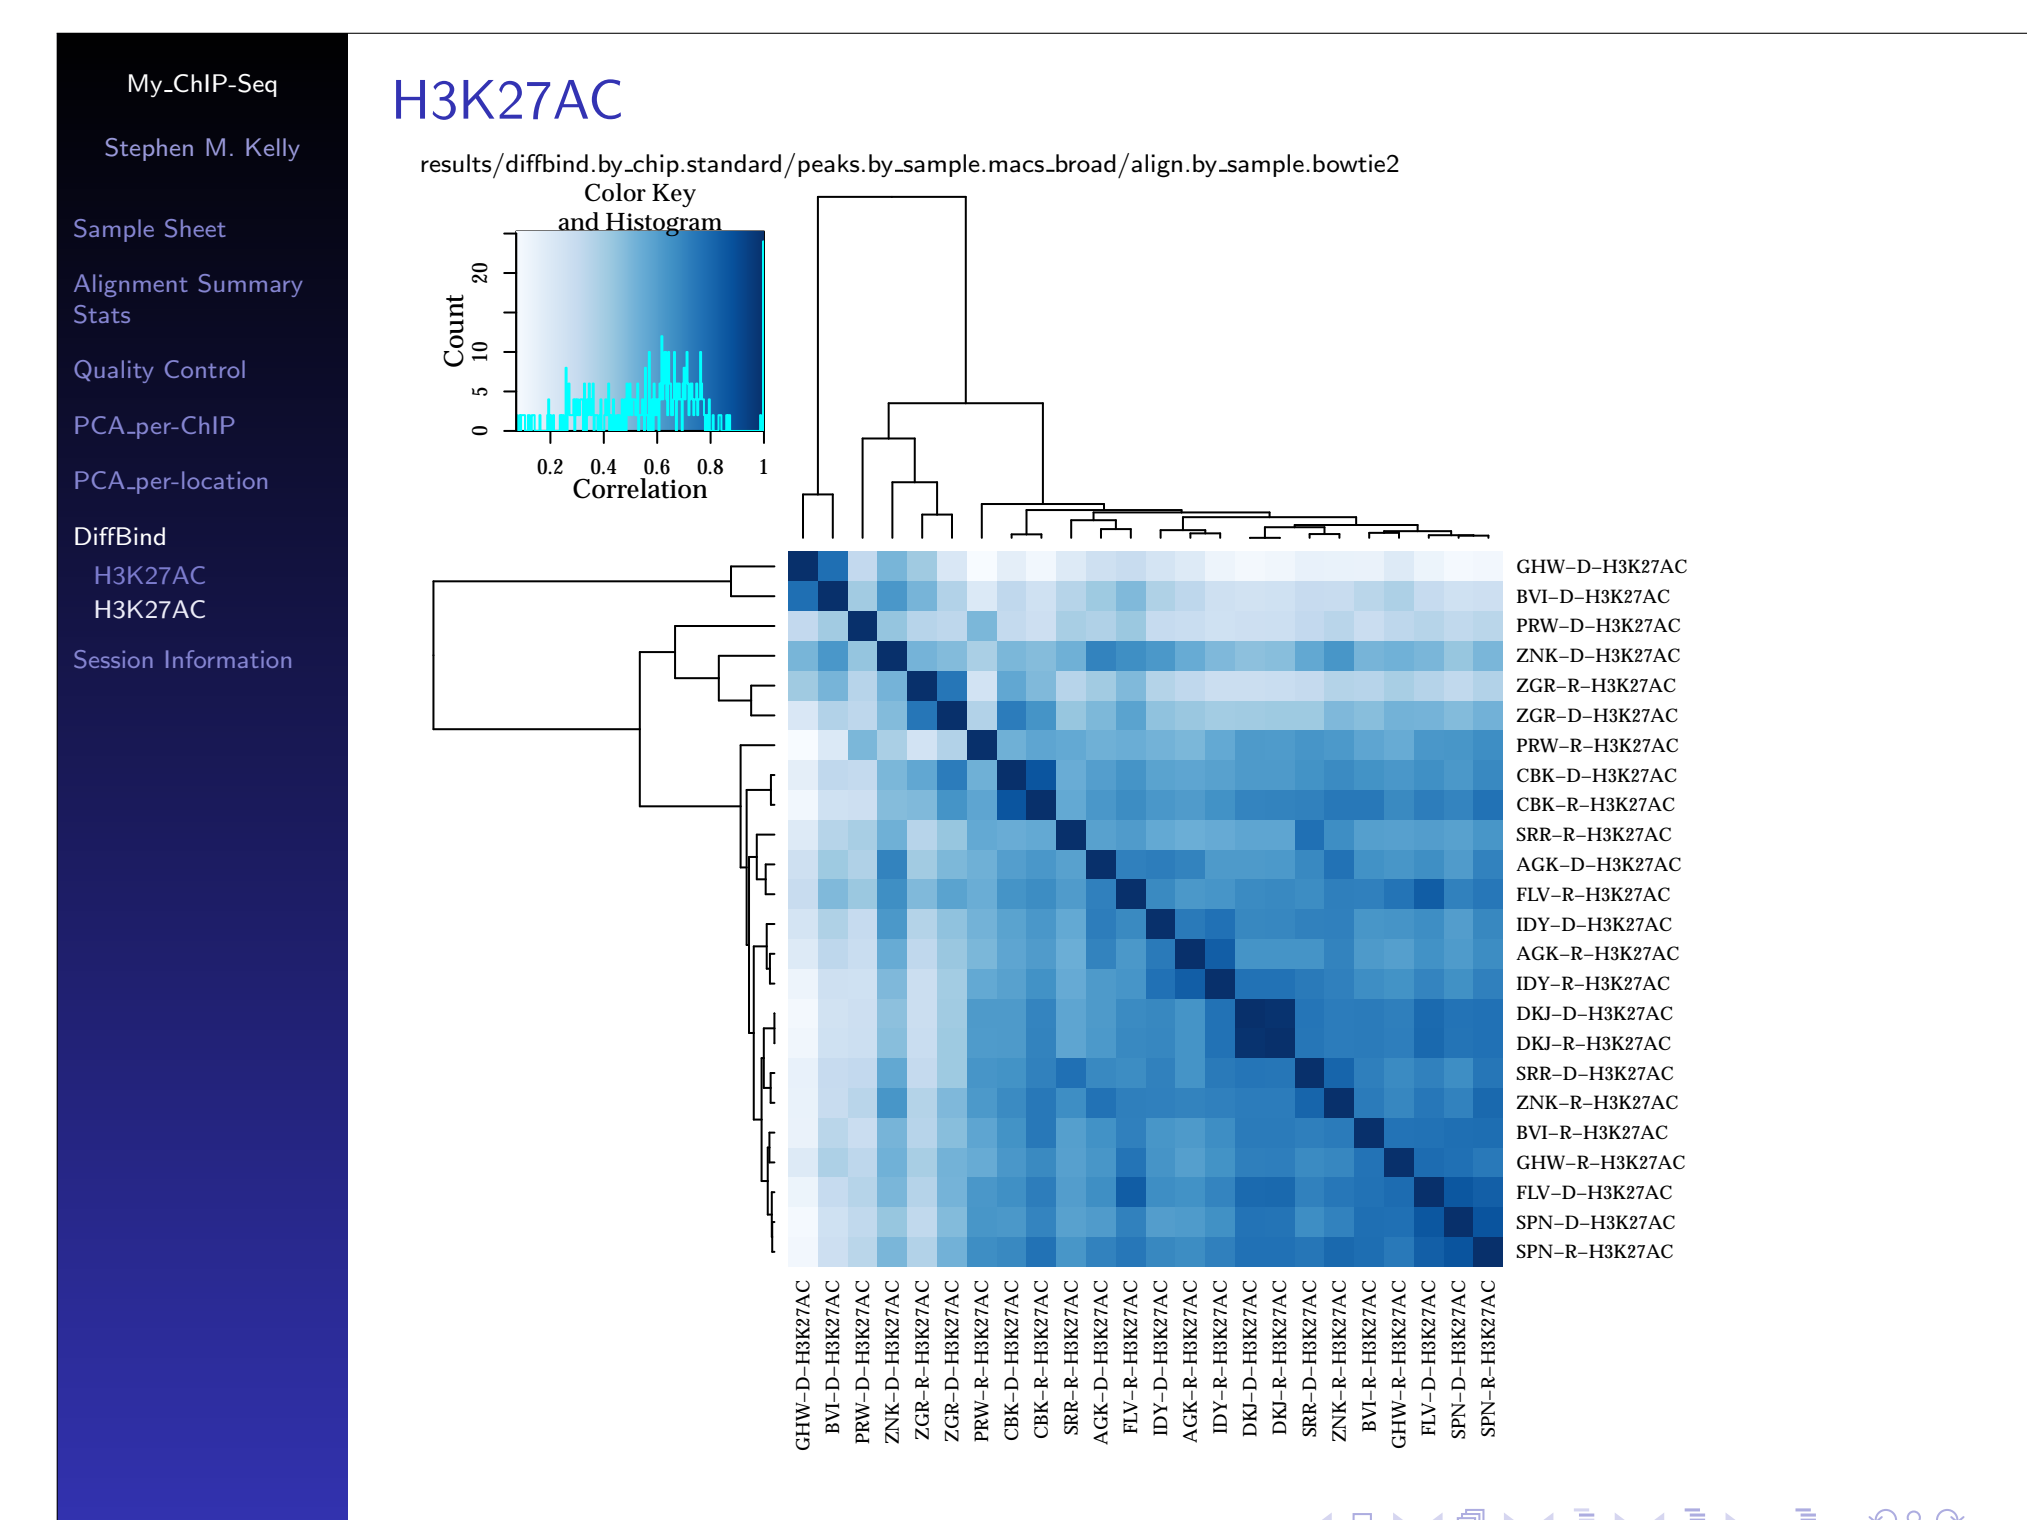 My_ChIP-Seq
Stephen M. Kelly
Sample Sheet
Alignment Summary
Stats
Quality Control
PCA_per-ChIP
PCA_per-location
DiffBind
H3K27AC
H3K27AC
Session Information
H3K27AC
results/diffbind.by_chip.standard/peaks.by_sample.macs_broad/align.by_sample.bowtie2
Color Key
and Histogram
Count
0 5 10 20
0.2 0.4 0.6 0.8 1
Correlation
GHW–D–H3K27AC
BVI–D–H3K27AC
PRW–D–H3K27AC
ZNK–D–H3K27AC
ZGR–R–H3K27AC
ZGR–D–H3K27AC
PRW–R–H3K27AC
CBK–D–H3K27AC
CBK–R–H3K27AC
SRR–R–H3K27AC
AGK–D–H3K27AC
FLV–R–H3K27AC
IDY–D–H3K27AC
AGK–R–H3K27AC
IDY–R–H3K27AC
DKJ–D–H3K27AC
DKJ–R–H3K27AC
SRR–D–H3K27AC
ZNK–R–H3K27AC
BVI–R–H3K27AC
GHW–R–H3K27AC
FLV–D–H3K27AC
SPN–D–H3K27AC
SPN–R–H3K27AC
GHW–D–H3K27AC
BVI–D–H3K27AC
PRW–D–H3K27AC
ZNK–D–H3K27AC
ZGR–R–H3K27AC
ZGR–D–H3K27AC
PRW–R–H3K27AC
CBK–D–H3K27AC
CBK–R–H3K27AC
SRR–R–H3K27AC
AGK–D–H3K27AC
FLV–R–H3K27AC
IDY–D–H3K27AC
AGK–R–H3K27AC
IDY–R–H3K27AC
DKJ–D–H3K27AC
DKJ–R–H3K27AC
SRR–D–H3K27AC
ZNK–R–H3K27AC
BVI–R–H3K27AC
GHW–R–H3K27AC
FLV–D–H3K27AC
SPN–D–H3K27AC
SPN–R–H3K27AC